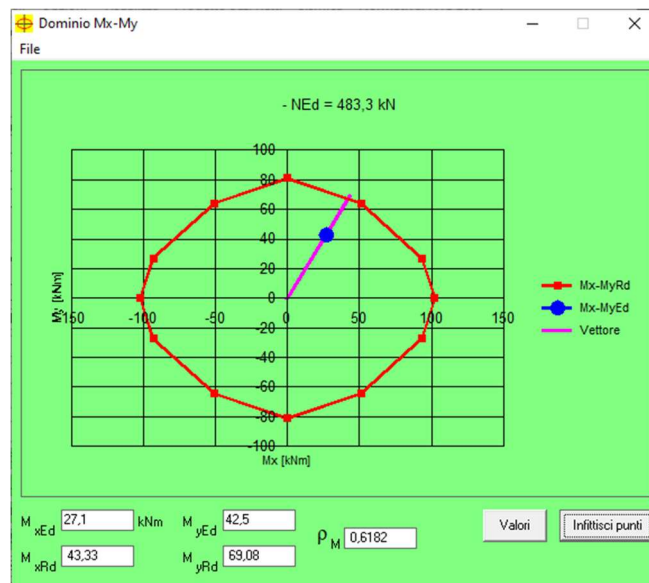 Dominio Mx-My
File
- NEd = 483,3 kN
100
80
60
40
20
0
-150 -100 -50 0 50 100 150
-20
-40
-60
-80
-100
My [kNm]
Mx [kNm]
Mx-MyRd
Mx-MyEd
Vettore
M xEd 27,1 kNm M yEd 42,5
M xRd 43,33 M yRd 69,08
ρ M 0,6182
Valori Infittisci punti